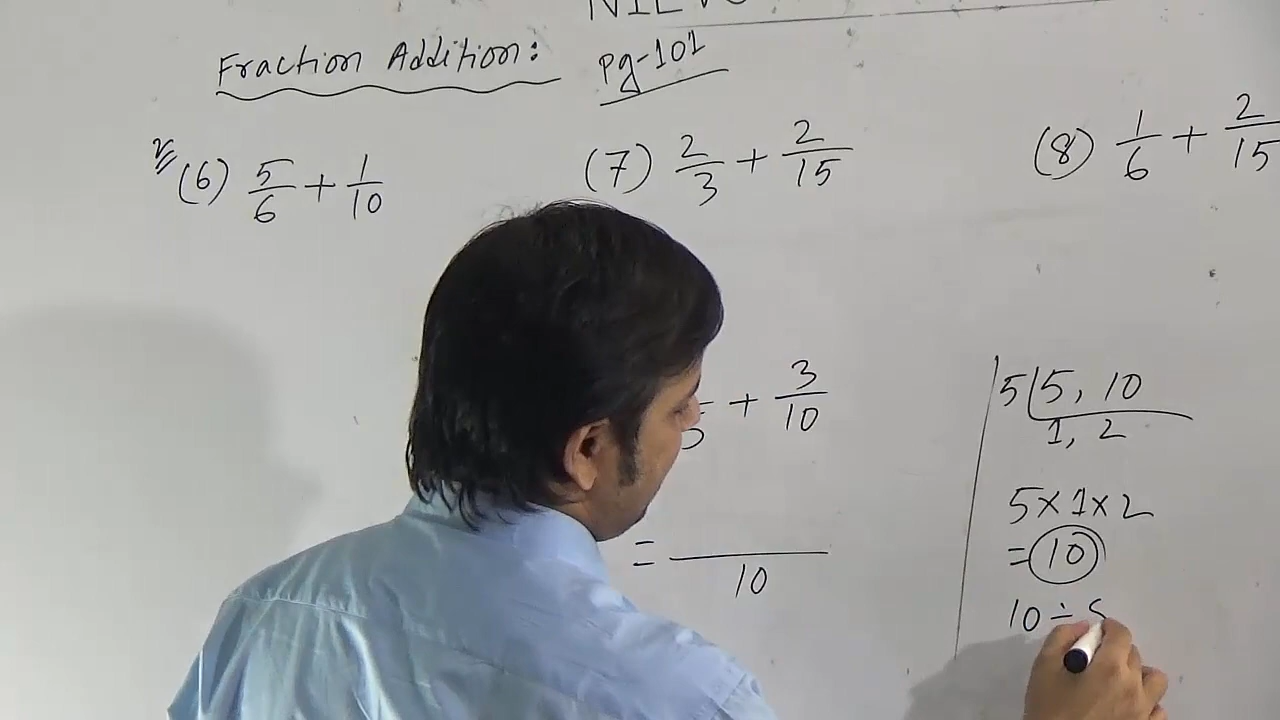 Fraction Addition: Pg-101
(6) 5/6 + 1/10
(7) 2/3 + 2/15
(8) 1/6 + 2/15
+ 3/10
= /10
5 5, 10
1, 2
5×1×2
= 10
10 ÷